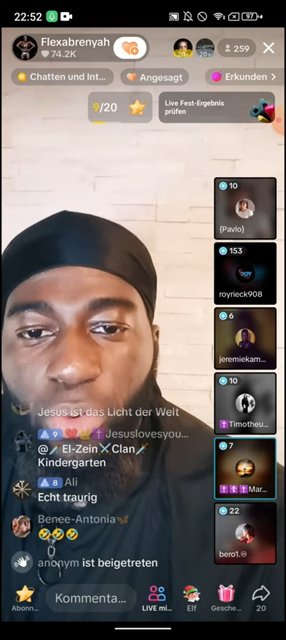 22:52
97
Flexabrenyah
74.2K
20+
259
Chatten und Int...
Angesagt
Erkunden
9/20
Live Fest-Ergebnis
prüfen
10
{Pavlo}
153
royrieck908
6
jeremiekam...
10
✝️Timotheu...
7
✝️✝️✝️Mar...
22
bero1.♾
Jesus ist das Licht der Welt
9 Jesuslovesyou...
@🗡 El-Zein⚔Clan🗡
Kindergarten
8 Ali
Echt traurig
Benee-Antonia
🤣🤣🤣
anonym ist beigetreten
Abonn...
Kommenta...
LIVE mi...
Elf
Gesche...
20